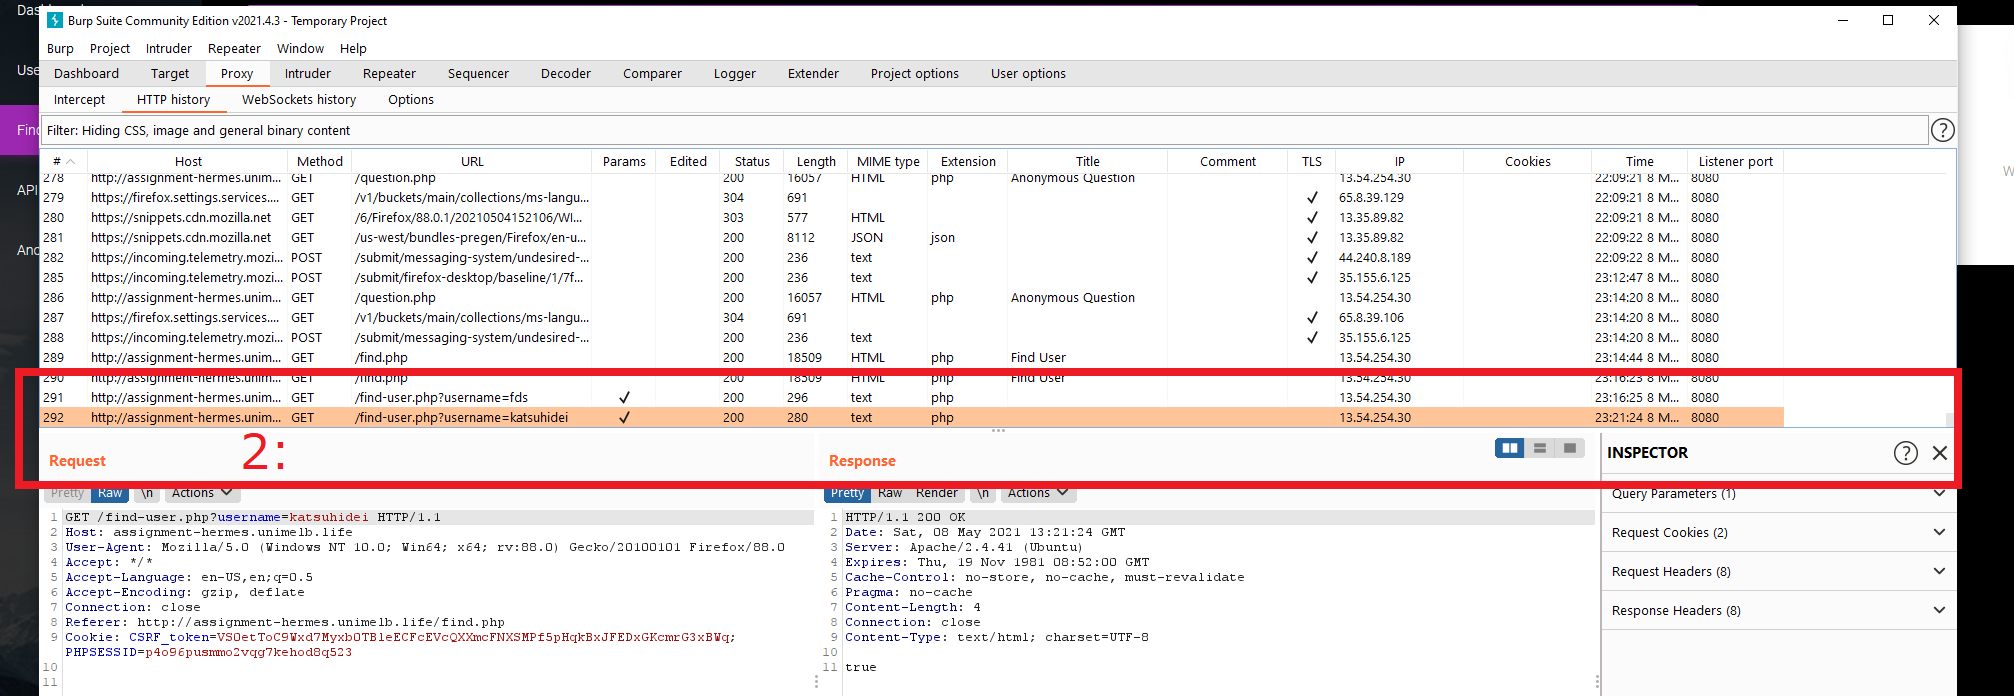 Das
Burp Suite Community Edition v2021.4.3 - Temporary Project
Burp Project Intruder Repeater Window Help
Use
Dashboard Target Proxy Intruder Repeater Sequencer Decoder Comparer Logger Extender Project options User options
Intercept HTTP history WebSockets history Options
Find
Filter: Hiding CSS, image and general binary content ?
# Host Method URL Params Edited Status Length MIME type Extension Title Comment TLS IP Cookies Time Listener port
278 http://assignment-hermes.unim... GET /question.php 200 16057 HTML php Anonymous Question 13.54.254.30 22:09:21 8 M... 8080
API
279 https://firefox.settings.services.... GET /v1/buckets/main/collections/ms-langu... 304 691 ✓ 65.8.39.129 22:09:21 8 M... 8080
280 https://snippets.cdn.mozilla.net GET /6/Firefox/88.0.1/20210504152106/WI... 303 577 HTML ✓ 13.35.89.82 22:09:21 8 M... 8080
281 https://snippets.cdn.mozilla.net GET /us-west/bundles-pregen/Firefox/en-u... 200 8112 JSON json ✓ 13.35.89.82 22:09:22 8 M... 8080
Ano
282 https://incoming.telemetry.mozi... POST /submit/messaging-system/undesired-... 200 236 text ✓ 44.240.8.189 22:09:22 8 M... 8080
285 https://incoming.telemetry.mozi... POST /submit/firefox-desktop/baseline/1/7f... 200 236 text ✓ 35.155.6.125 23:12:47 8 M... 8080
286 http://assignment-hermes.unim... GET /question.php 200 16057 HTML php Anonymous Question 13.54.254.30 23:14:20 8 M... 8080
287 https://firefox.settings.services.... GET /v1/buckets/main/collections/ms-langu... 304 691 ✓ 65.8.39.106 23:14:20 8 M... 8080
288 https://incoming.telemetry.mozi... POST /submit/messaging-system/undesired-... 200 236 text ✓ 35.155.6.125 23:14:20 8 M... 8080
289 http://assignment-hermes.unim... GET /find.php 200 18509 HTML php Find User 13.54.254.30 23:14:44 8 M... 8080
290 http://assignment-hermes.unim... GET /find.php 200 18509 HTML php Find User 13.54.254.30 23:16:23 8 M... 8080
291 http://assignment-hermes.unim... GET /find-user.php?username=fds ✓ 200 296 text php 13.54.254.30 23:16:25 8 M... 8080
292 http://assignment-hermes.unim... GET /find-user.php?username=katsuhidei ✓ 200 280 text php 13.54.254.30 23:21:24 8 M... 8080
2:
Request
Pretty Raw \n Actions
1 GET /find-user.php?username=katsuhidei HTTP/1.1
2 Host: assignment-hermes.unimelb.life
3 User-Agent: Mozilla/5.0 (Windows NT 10.0; Win64; x64; rv:88.0) Gecko/20100101 Firefox/88.0
4 Accept: */*
5 Accept-Language: en-US,en;q=0.5
6 Accept-Encoding: gzip, deflate
7 Connection: close
8 Referer: http://assignment-hermes.unimelb.life/find.php
9 Cookie: CSRF_token=
PHPSESSID=p4o96pusmmo2vqg7kehod8q523
10
11
Response
Pretty Raw Render \n Actions
1 HTTP/1.1 200 OK
2 Date: Sat, 08 May 2021 13:21:24 GMT
3 Server: Apache/2.4.41 (Ubuntu)
4 Expires: Thu, 19 Nov 1981 08:52:00 GMT
5 Cache-Control: no-store, no-cache, must-revalidate
6 Pragma: no-cache
7 Content-Length: 4
8 Connection: close
9 Content-Type: text/html; charset=UTF-8
10
11 true
INSPECTOR ?
Query Parameters (1)
Request Cookies (2)
Request Headers (8)
Response Headers (8)
W